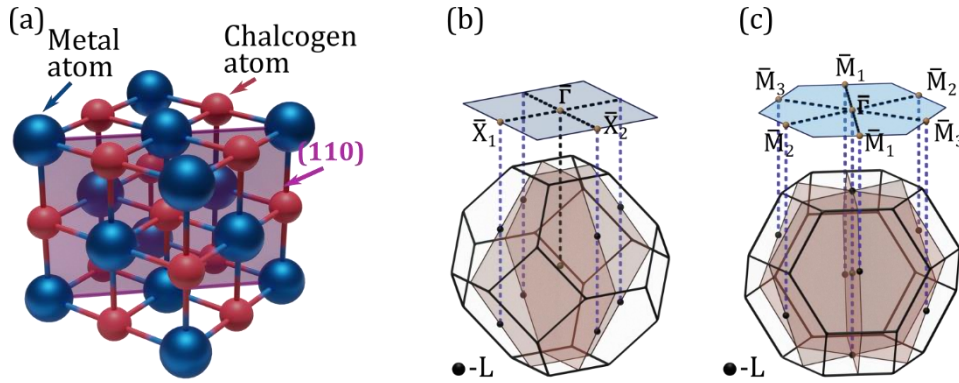 (a)
Metal
atom
Chalcogen
atom
(110)
(b)
Γ̄
X̄₁
X̄₂
-L
(c)
M̄₁
M̄₃
M̄₂
Γ̄
M̄₂
M̄₁
M̄₃
-L